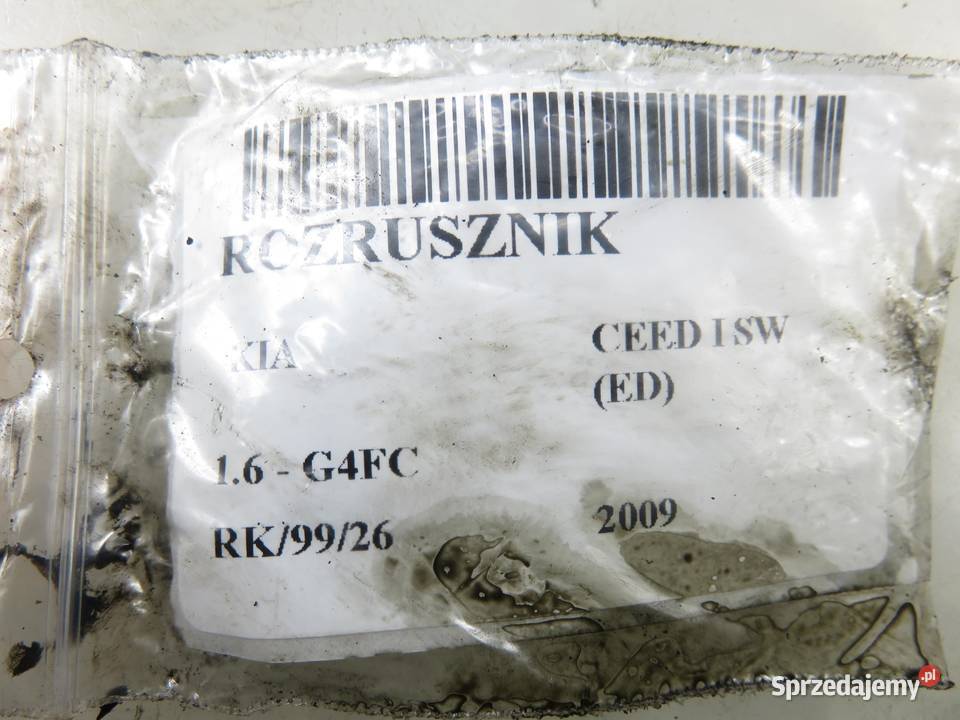 ROZRUSZNIK
KIA
CEED I SW
(ED)
1.6 - G4FC
RK/99/26
2009
Sprzedajemy.pl